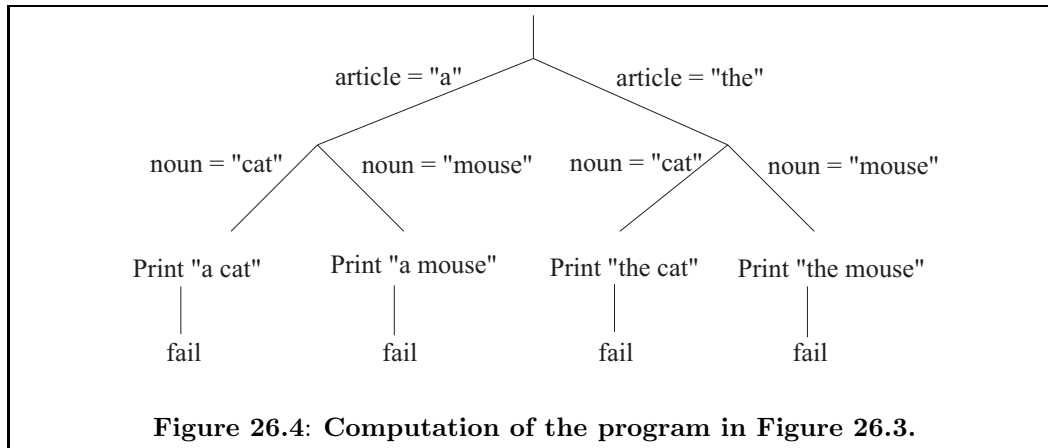 article = "a" article = "the"
noun = "cat" noun = "mouse" noun = "cat" noun = "mouse"
Print "a cat" Print "a mouse" Print "the cat" Print "the mouse"
fail fail fail fail
Figure 26.4: Computation of the program in Figure 26.3.